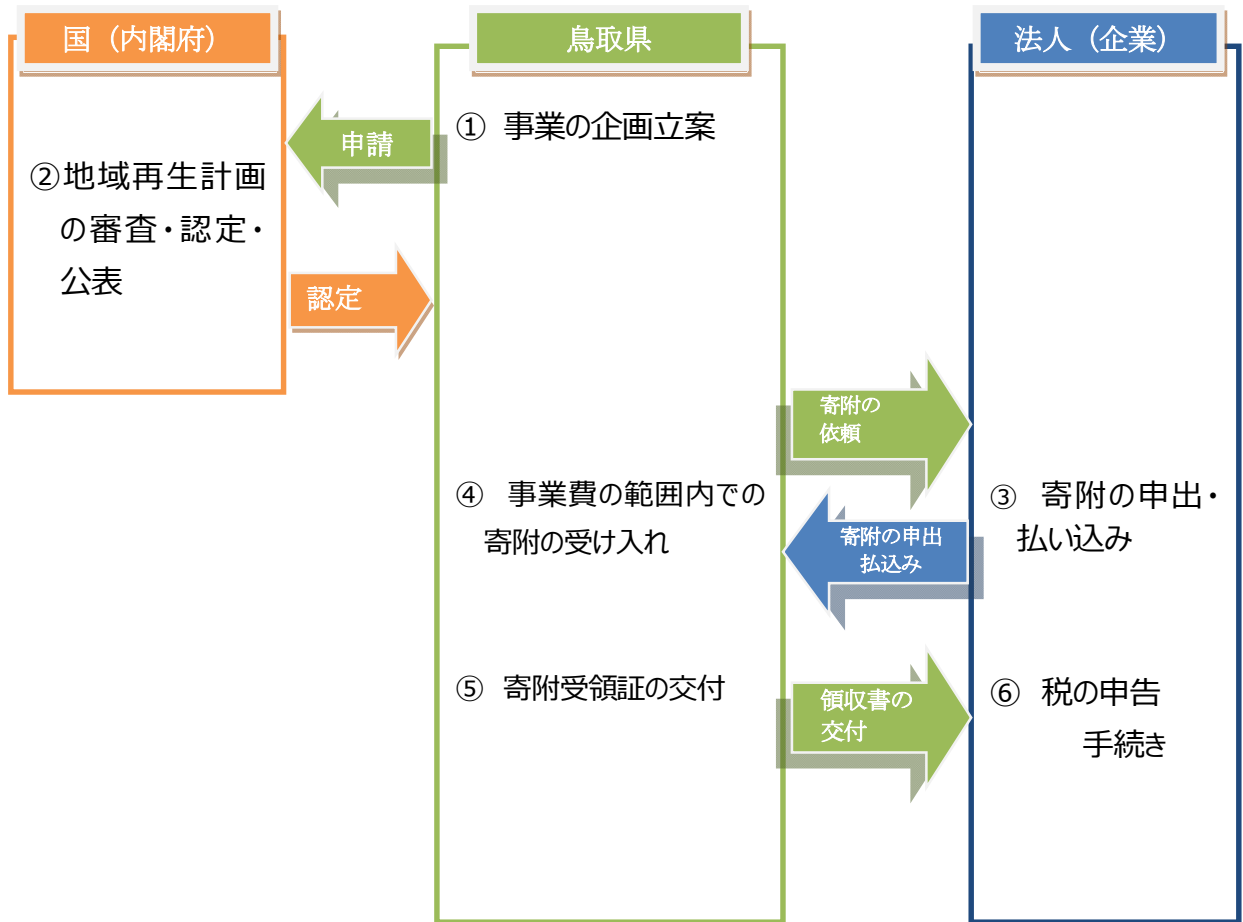 国（内閣府）
鳥取県
法人（企業）
① 事業の企画立案
申請
②地域再生計画
の審査・認定・
公表
認定
寄附の
依頼
③ 寄附の申出・
払い込み
寄附の申出
払込み
④ 事業費の範囲内での
寄附の受け入れ
⑤ 寄附受領証の交付
領収書の
交付
⑥ 税の申告
手続き